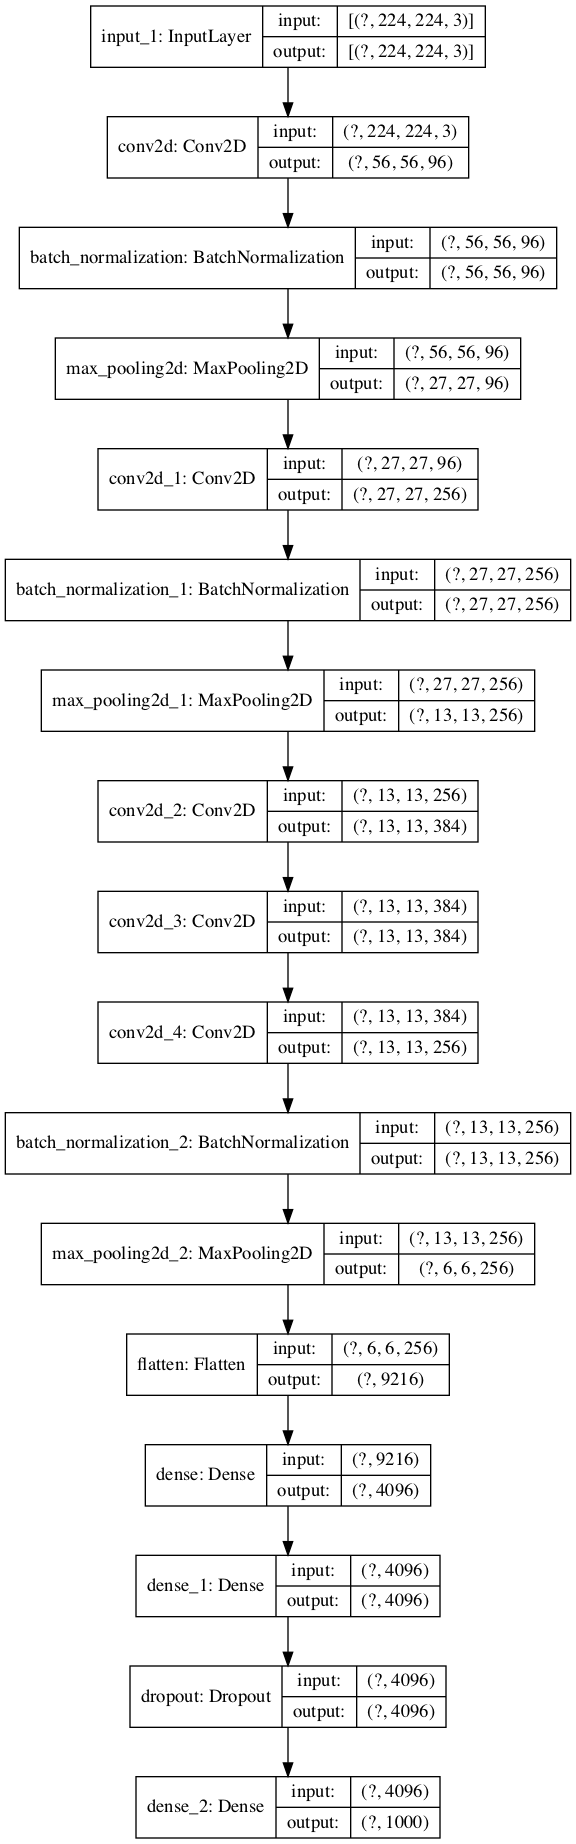 input_1: InputLayer
input: [(?, 224, 224, 3)]
output: [(?, 224, 224, 3)]
conv2d: Conv2D
input: (?, 224, 224, 3)
output: (?, 56, 56, 96)
batch_normalization: BatchNormalization
input: (?, 56, 56, 96)
output: (?, 56, 56, 96)
max_pooling2d: MaxPooling2D
input: (?, 56, 56, 96)
output: (?, 27, 27, 96)
conv2d_1: Conv2D
input: (?, 27, 27, 96)
output: (?, 27, 27, 256)
batch_normalization_1: BatchNormalization
input: (?, 27, 27, 256)
output: (?, 27, 27, 256)
max_pooling2d_1: MaxPooling2D
input: (?, 27, 27, 256)
output: (?, 13, 13, 256)
conv2d_2: Conv2D
input: (?, 13, 13, 256)
output: (?, 13, 13, 384)
conv2d_3: Conv2D
input: (?, 13, 13, 384)
output: (?, 13, 13, 384)
conv2d_4: Conv2D
input: (?, 13, 13, 384)
output: (?, 13, 13, 256)
batch_normalization_2: BatchNormalization
input: (?, 13, 13, 256)
output: (?, 13, 13, 256)
max_pooling2d_2: MaxPooling2D
input: (?, 13, 13, 256)
output: (?, 6, 6, 256)
flatten: Flatten
input: (?, 6, 6, 256)
output: (?, 9216)
dense: Dense
input: (?, 9216)
output: (?, 4096)
dense_1: Dense
input: (?, 4096)
output: (?, 4096)
dropout: Dropout
input: (?, 4096)
output: (?, 4096)
dense_2: Dense
input: (?, 4096)
output: (?, 1000)